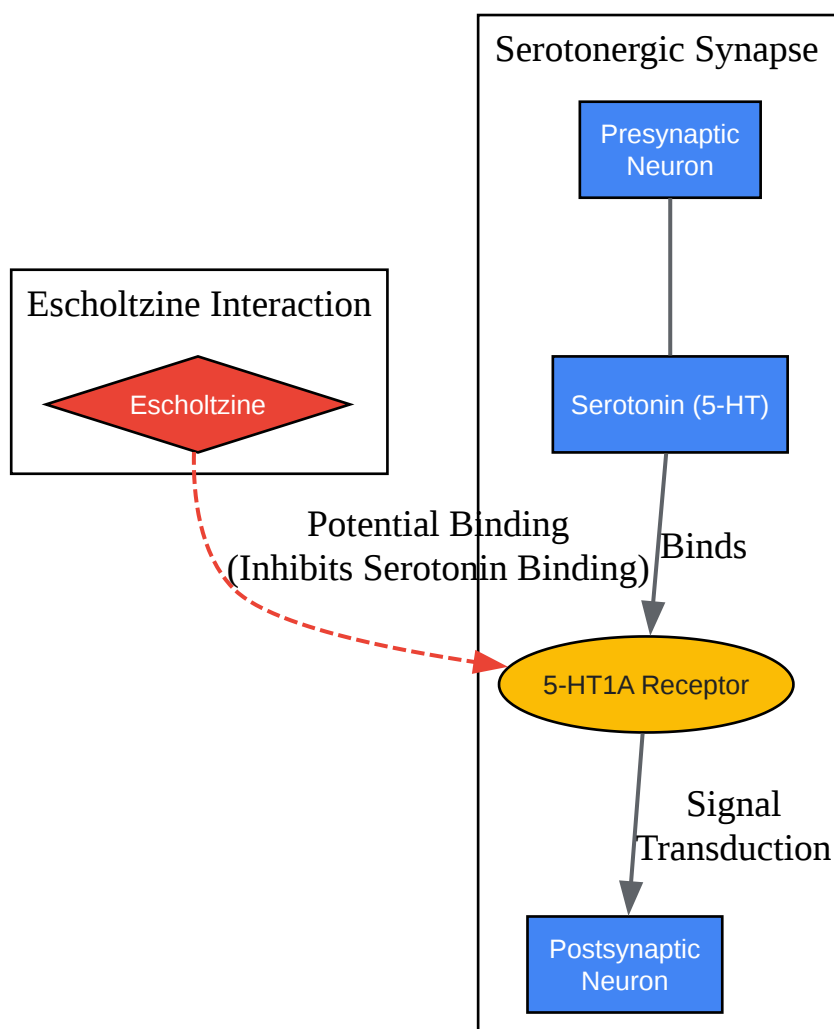 Serotonergic Synapse
Presynaptic
Neuron
Escholtzine Interaction
Escholtzine
Serotonin (5-HT)
Potential Binding
(Inhibits Serotonin Binding)
Binds
5-HT1A Receptor
Signal
Transduction
Postsynaptic
Neuron